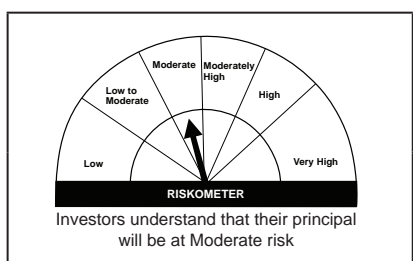 Moderate
Moderately
High
Low to
Moderate
High
Low
Very High
RISKOMETER
Investors understand that their principal
will be at Moderate risk